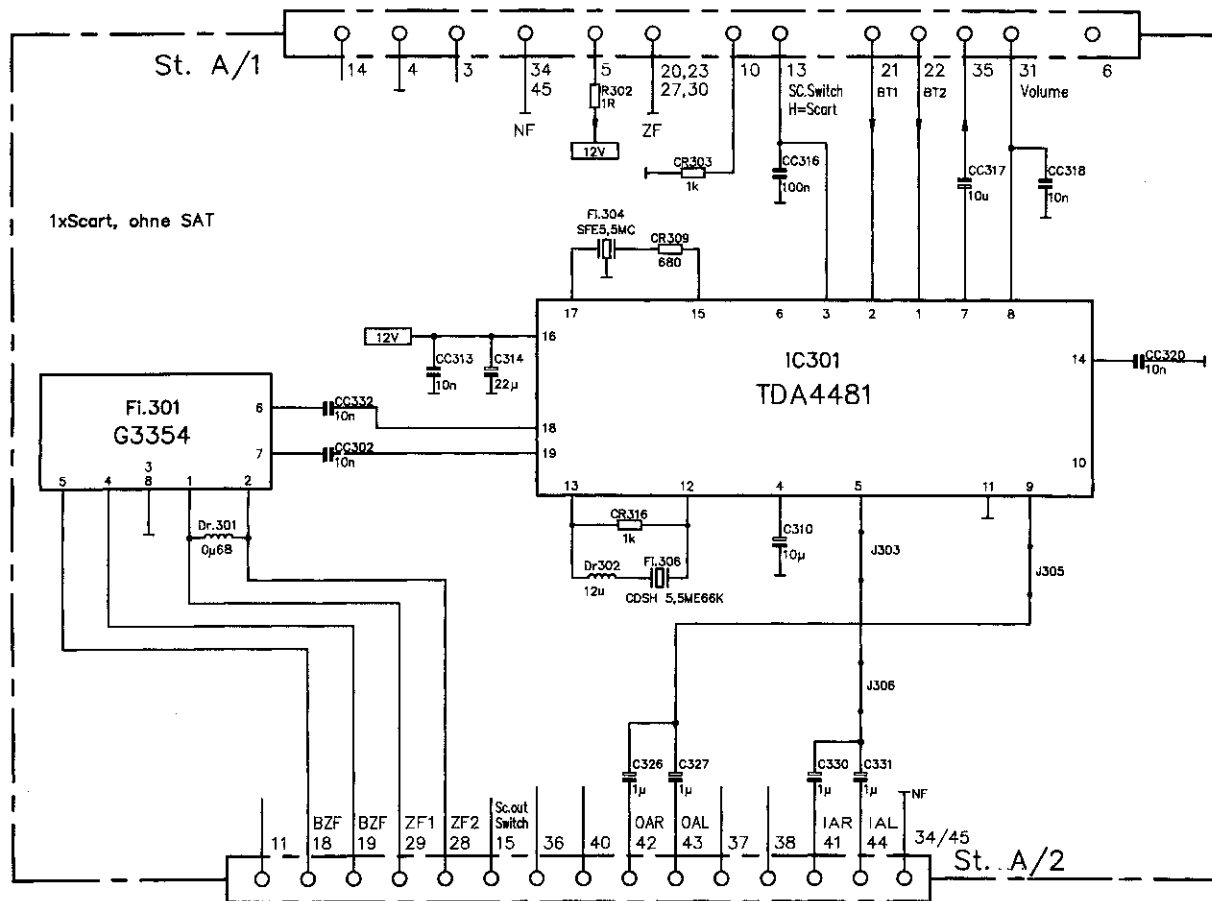 St. A/1
14
4
3
34
45
5
20,23
27,30
10
13
21
22
35
31
6
R302
1R
NF
12V
ZF
SC.Switch
H=Scart
BT1
BT2
Volume
CR303
1k
CC316
100n
CC317
10u
CC318
10n
1xScart, ohne SAT
Fi.304
SFE5,5MC
CR309
680
17
15
6
3
2
1
7
8
12V
16
CC313
10n
C314
22µ
IC301
TDA4481
14
CC320
10n
Fi.301
G3354
6
CC332
10n
18
7
CC302
10n
19
10
5
4
3
8
1
2
13
12
4
5
11
9
Dr.301
0µ68
CR316
1k
Dr302
12u
Fi.306
CDSH 5,5ME66K
C310
10µ
J303
J305
J306
C326
1µ
C327
1µ
C330
1µ
C331
1µ
NF
11
BZF
18
BZF
19
ZF1
29
ZF2
28
Sc.out
Switch
15
36
40
OAR
42
OAL
43
37
38
IAR
41
IAL
44
34/45
St. A/2